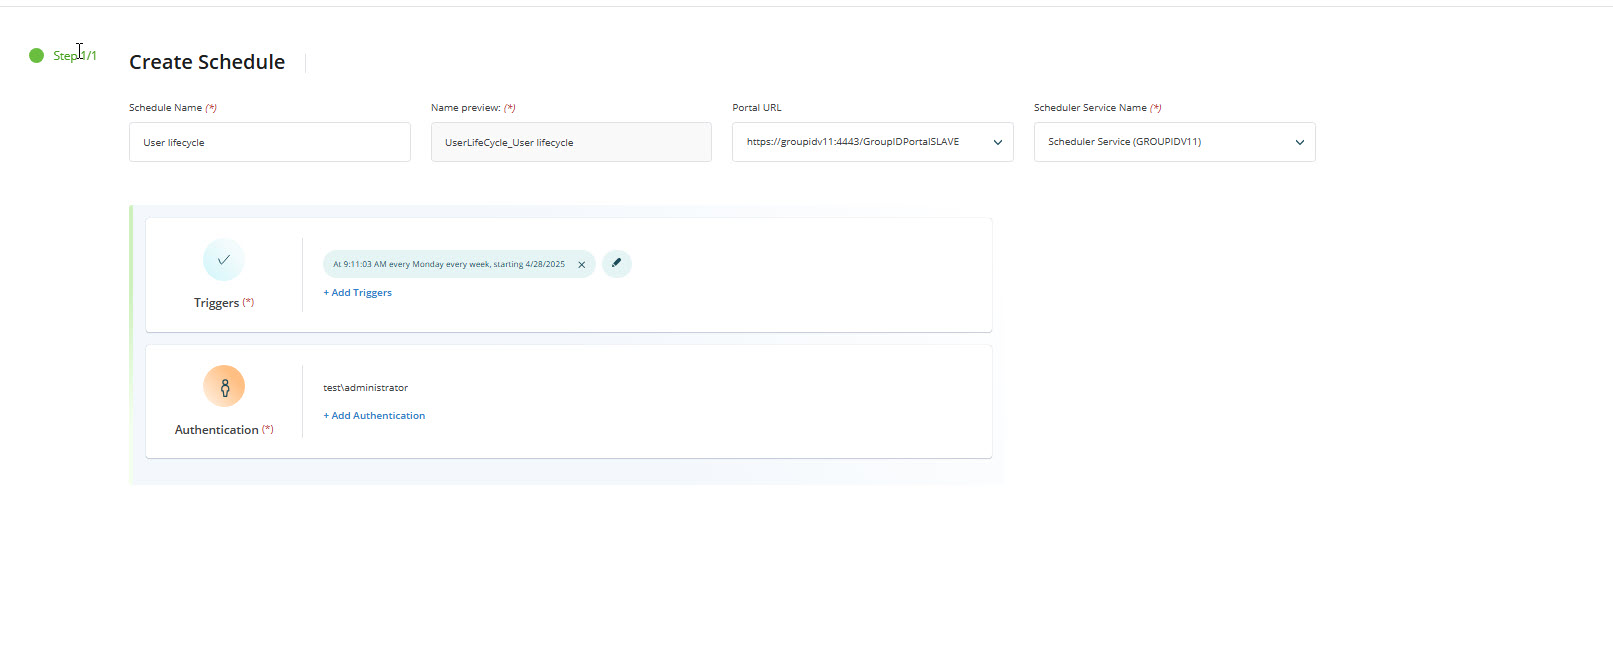 Step 1/1
Create Schedule
Schedule Name (*)
Name preview: (*)
Portal URL
Scheduler Service Name (*)
User lifecycle
UserLifeCycle_User lifecycle
https://groupidv11:4443/GroupIDPortalSLAVE
Scheduler Service (GROUPIDV11)
At 9:11:03 AM every Monday every week, starting 4/28/2025
+ Add Triggers
Triggers (*)
test\administrator
+ Add Authentication
Authentication (*)